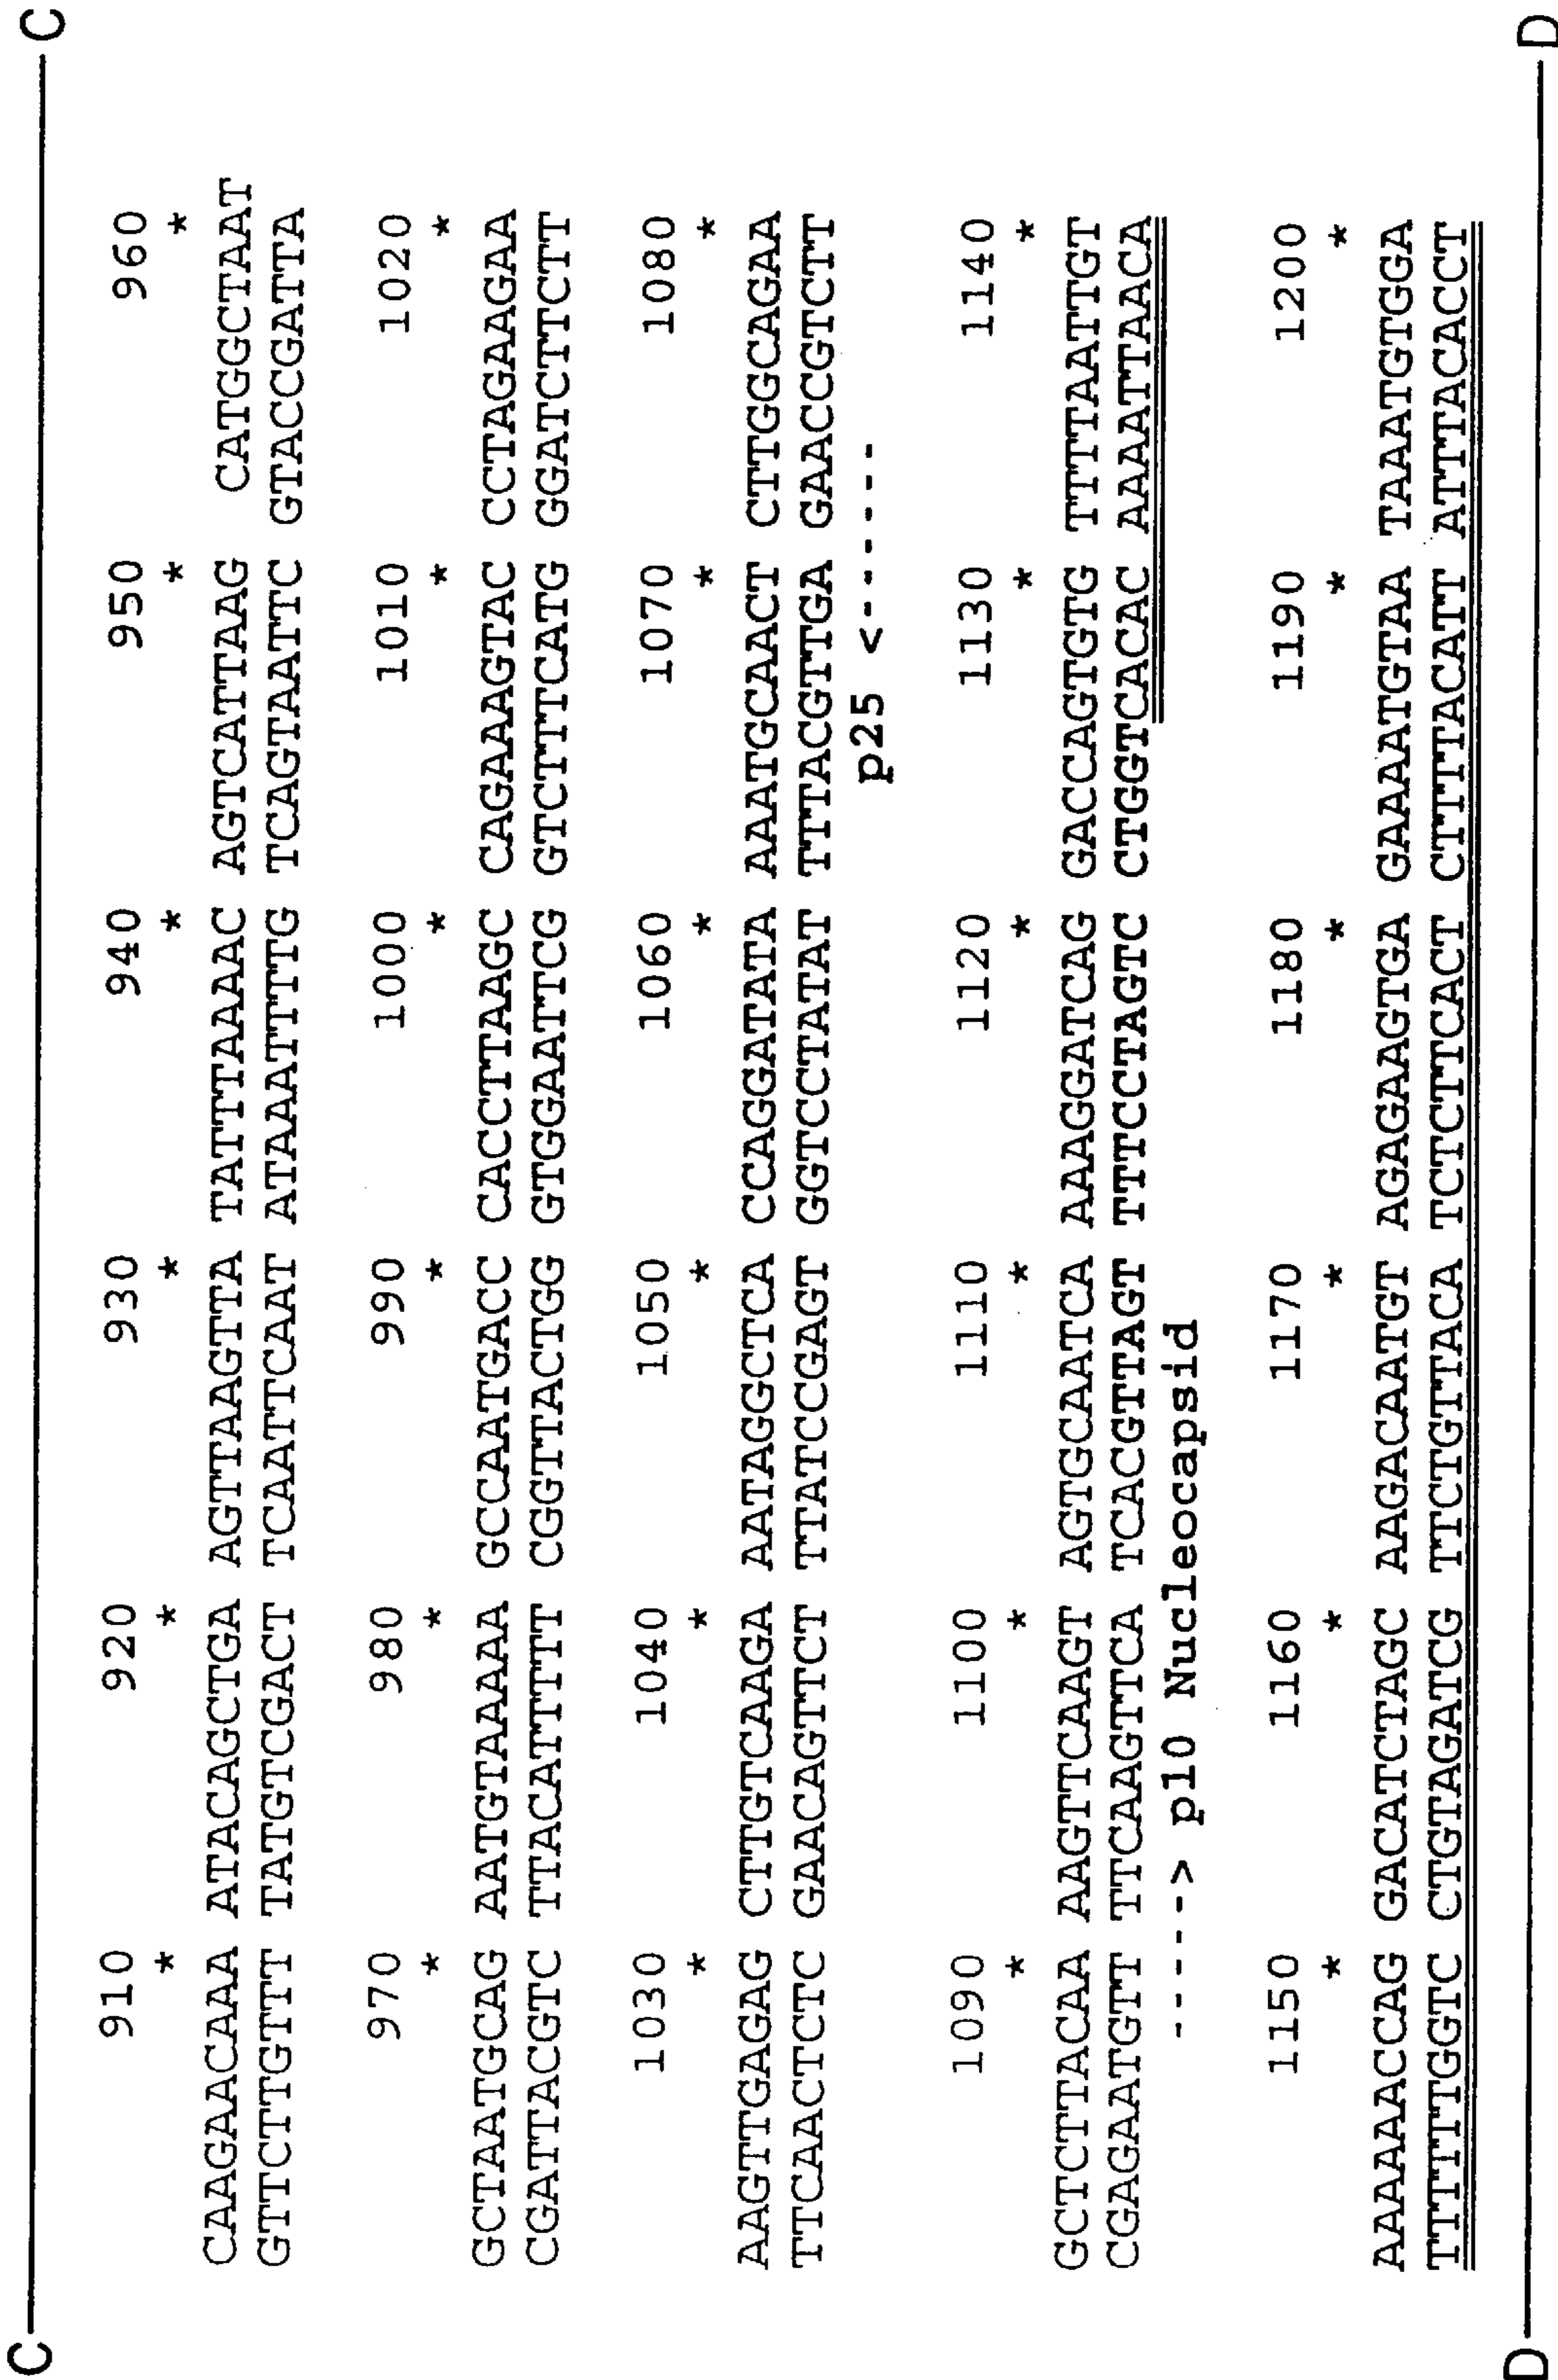 C C
910 920 930 940 950 960
* * * * * *
CAAGAACAAA ATACAGCTGA AGTTAAGTTA TATTTAAAAC AGTCATTAAG CATGGCTAAT
GTTCTTGTTT TATGTCGACT TCAATTCAAT ATAAATTTTG TCAGTAATTC GTACCGATTA
970 980 990 1000 1010 1020
* * * * * *
GCTAATGCAG AATGTAAAAA GCCAATGACC CACCTTAAGC CAGAAAGTAC CCTAGAAGAA
CGATTACGTC TTACATTTTT CGGTTACTGG GTGGAATTCG GTCTTTCATG GGATCTTCTT
1030 1040 1050 1060 1070 1080
* * * * * *
AAGTTGAGAG CTTGTCAAGA AATAGGCTCA CCAGGATATA AAATGCAACT CTTGGCAGAA
TTCAACTCTC GAACAGTTCT TTATCCGAGT GGTCCTATAT TTTACGTTGA GAACCGTCTT
p25 <------
1090 1100 1110 1120 1130 1140
* * * * * *
GCTCTTACAA AAGTTCAAGT AGTGCAATCA AAAGGATCAG GACCAGTGTG TTTTAATTGT
CGAGAATGTT TTCAAGTTCA TCACGTTAGT TTTCCTAGTC CTGGTCACAC AAAATTAACA
-----> p10 Nucleocapsid
1150 1160 1170 1180 1190 1200
* * * * * *
AAAAAACCAG GACATCTAGC AAGACAATGT AGAGAAGTGA GAAAATGTAA TAAATGTGGA
TTTTTTGGTC CTGTAGATCG TTCTGTTACA TCTCTTCACT CTTTTACATT ATTTACACCT
D D